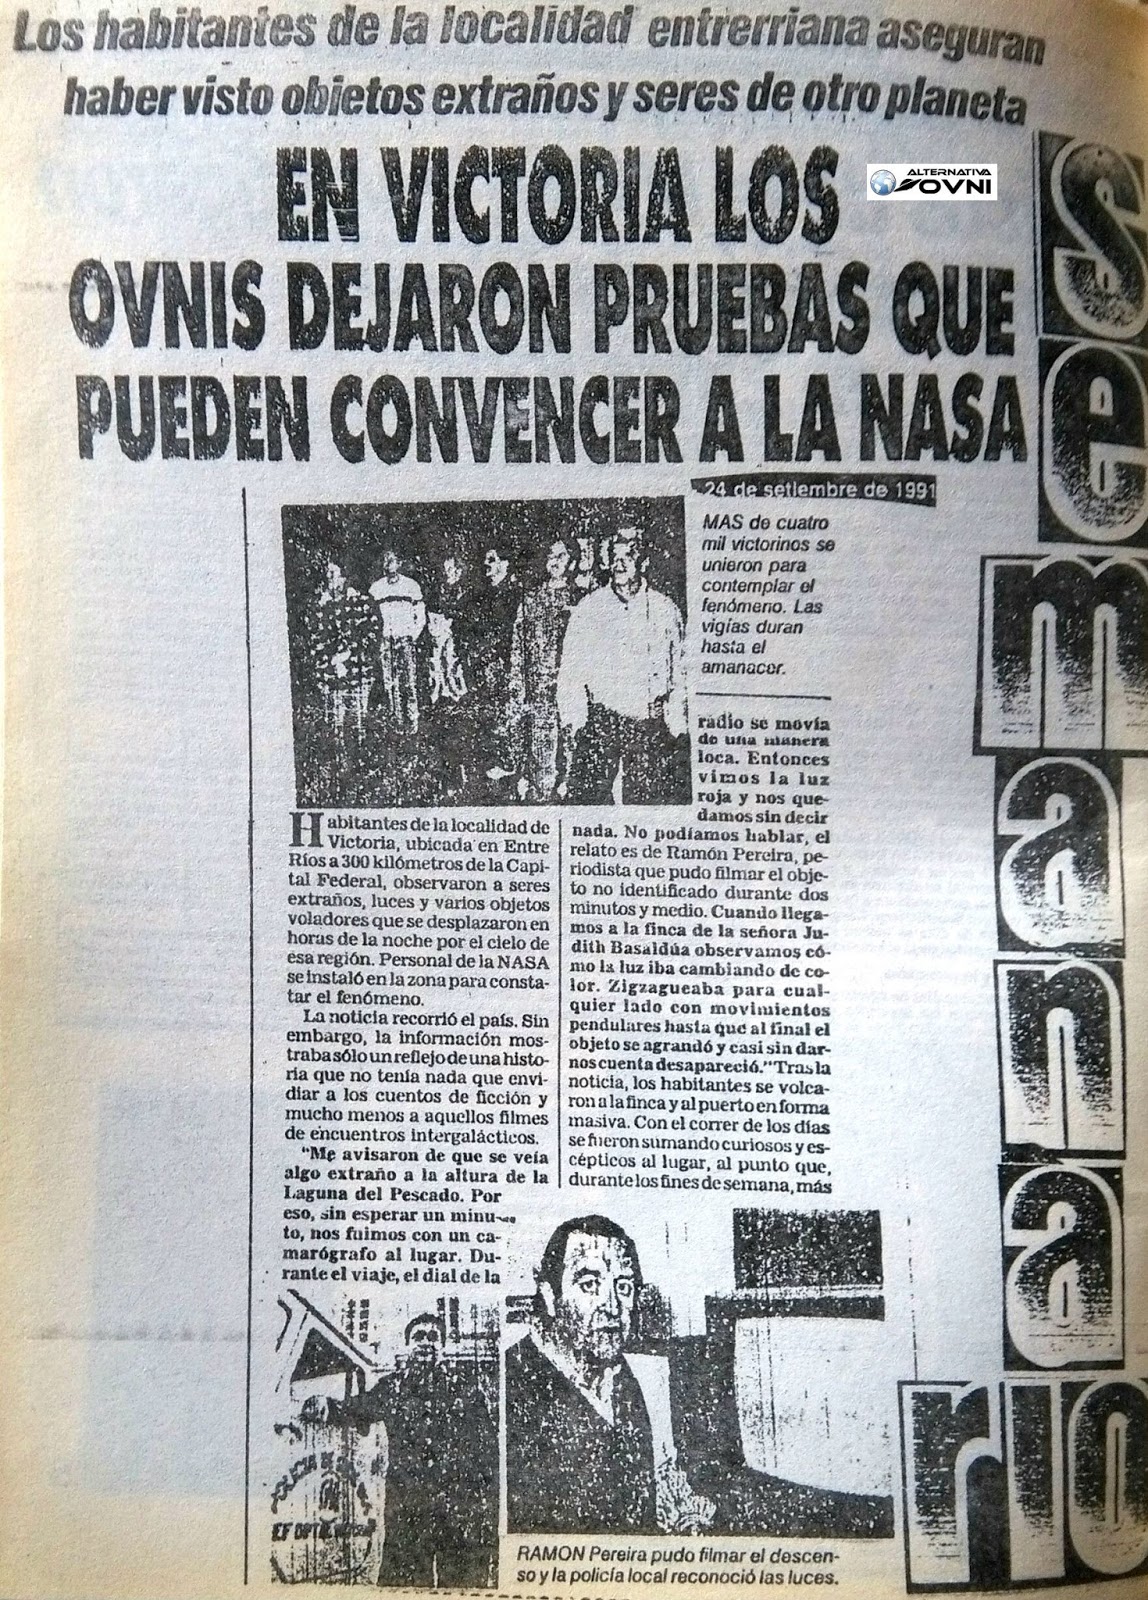 Los habitantes de la localidad entrerriana aseguran
haber visto objetos extraños y seres de otro planeta
EN VICTORIA LOS
OVNIS DEJARON PRUEBAS QUE
PUEDEN CONVENCER A LA NASA
ALTERNATIVA
OVNI
semanario
24 de setiembre de 1991
MAS de cuatro
mil victorinos se
unieron para
contemplar el
fenómeno. Las
vigías duran
hasta el
amanacer.
Habitantes de la localidad de
Victoria, ubicada en Entre
Ríos a 300 kilómetros de la Capi-
tal Federal, observaron a seres
extraños, luces y varios objetos
voladores que se desplazaron en
horas de la noche por el cielo de
esa región. Personal de la NASA
se instaló en la zona para consta-
tar el fenómeno.
La noticia recorrió el país. Sin
embargo, la información mos-
traba sólo un reflejo de una histo-
ria que no tenía nada que envi-
diar a los cuentos de ficción y
mucho menos a aquellos filmes
de encuentros intergalácticos.
"Me avisaron de que se veía
algo extraño a la altura de la
Laguna del Pescado. Por
eso, sin esperar un minu-
to, nos fuimos con un ca-
marógrafo al lugar. Du-
rante el viaje, el dial de la
radio se movía
de una manera
loca. Entonces
vimos la luz
roja y nos que-
damos sin decir
nada. No podíamos hablar, el
relato es de Ramón Pereira, pe-
riodista que pudo filmar el obje-
to no identificado durante dos
minutos y medio. Cuando llega-
mos a la finca de la señora Ju-
dith Basaldúa observamos có-
mo la luz iba cambiando de co-
lor. Zigzagueaba para cual-
quier lado con movimientos
pendulares hasta que al final el
objeto se agrandó y casi sin dar-
nos cuenta desapareció." Tras la
noticia, los habitantes se volca-
ron a la finca y al puerto en forma
masiva. Con el correr de los días
se fueron sumando curiosos y es-
cépticos al lugar, al punto que,
durante los fines de semana, más
POLICIA DE
EF DPTAL
RAMON Pereira pudo filmar el descen-
so y la policía local reconoció las luces.